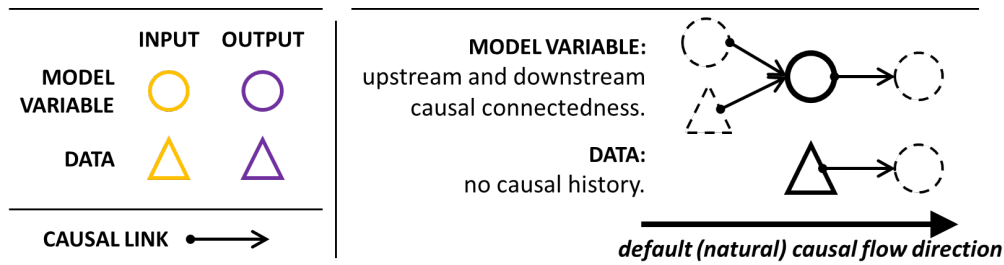 INPUT OUTPUT
MODEL
VARIABLE
DATA
CAUSAL LINK
MODEL VARIABLE:
upstream and downstream
causal connectedness.
DATA:
no causal history.
default (natural) causal flow direction